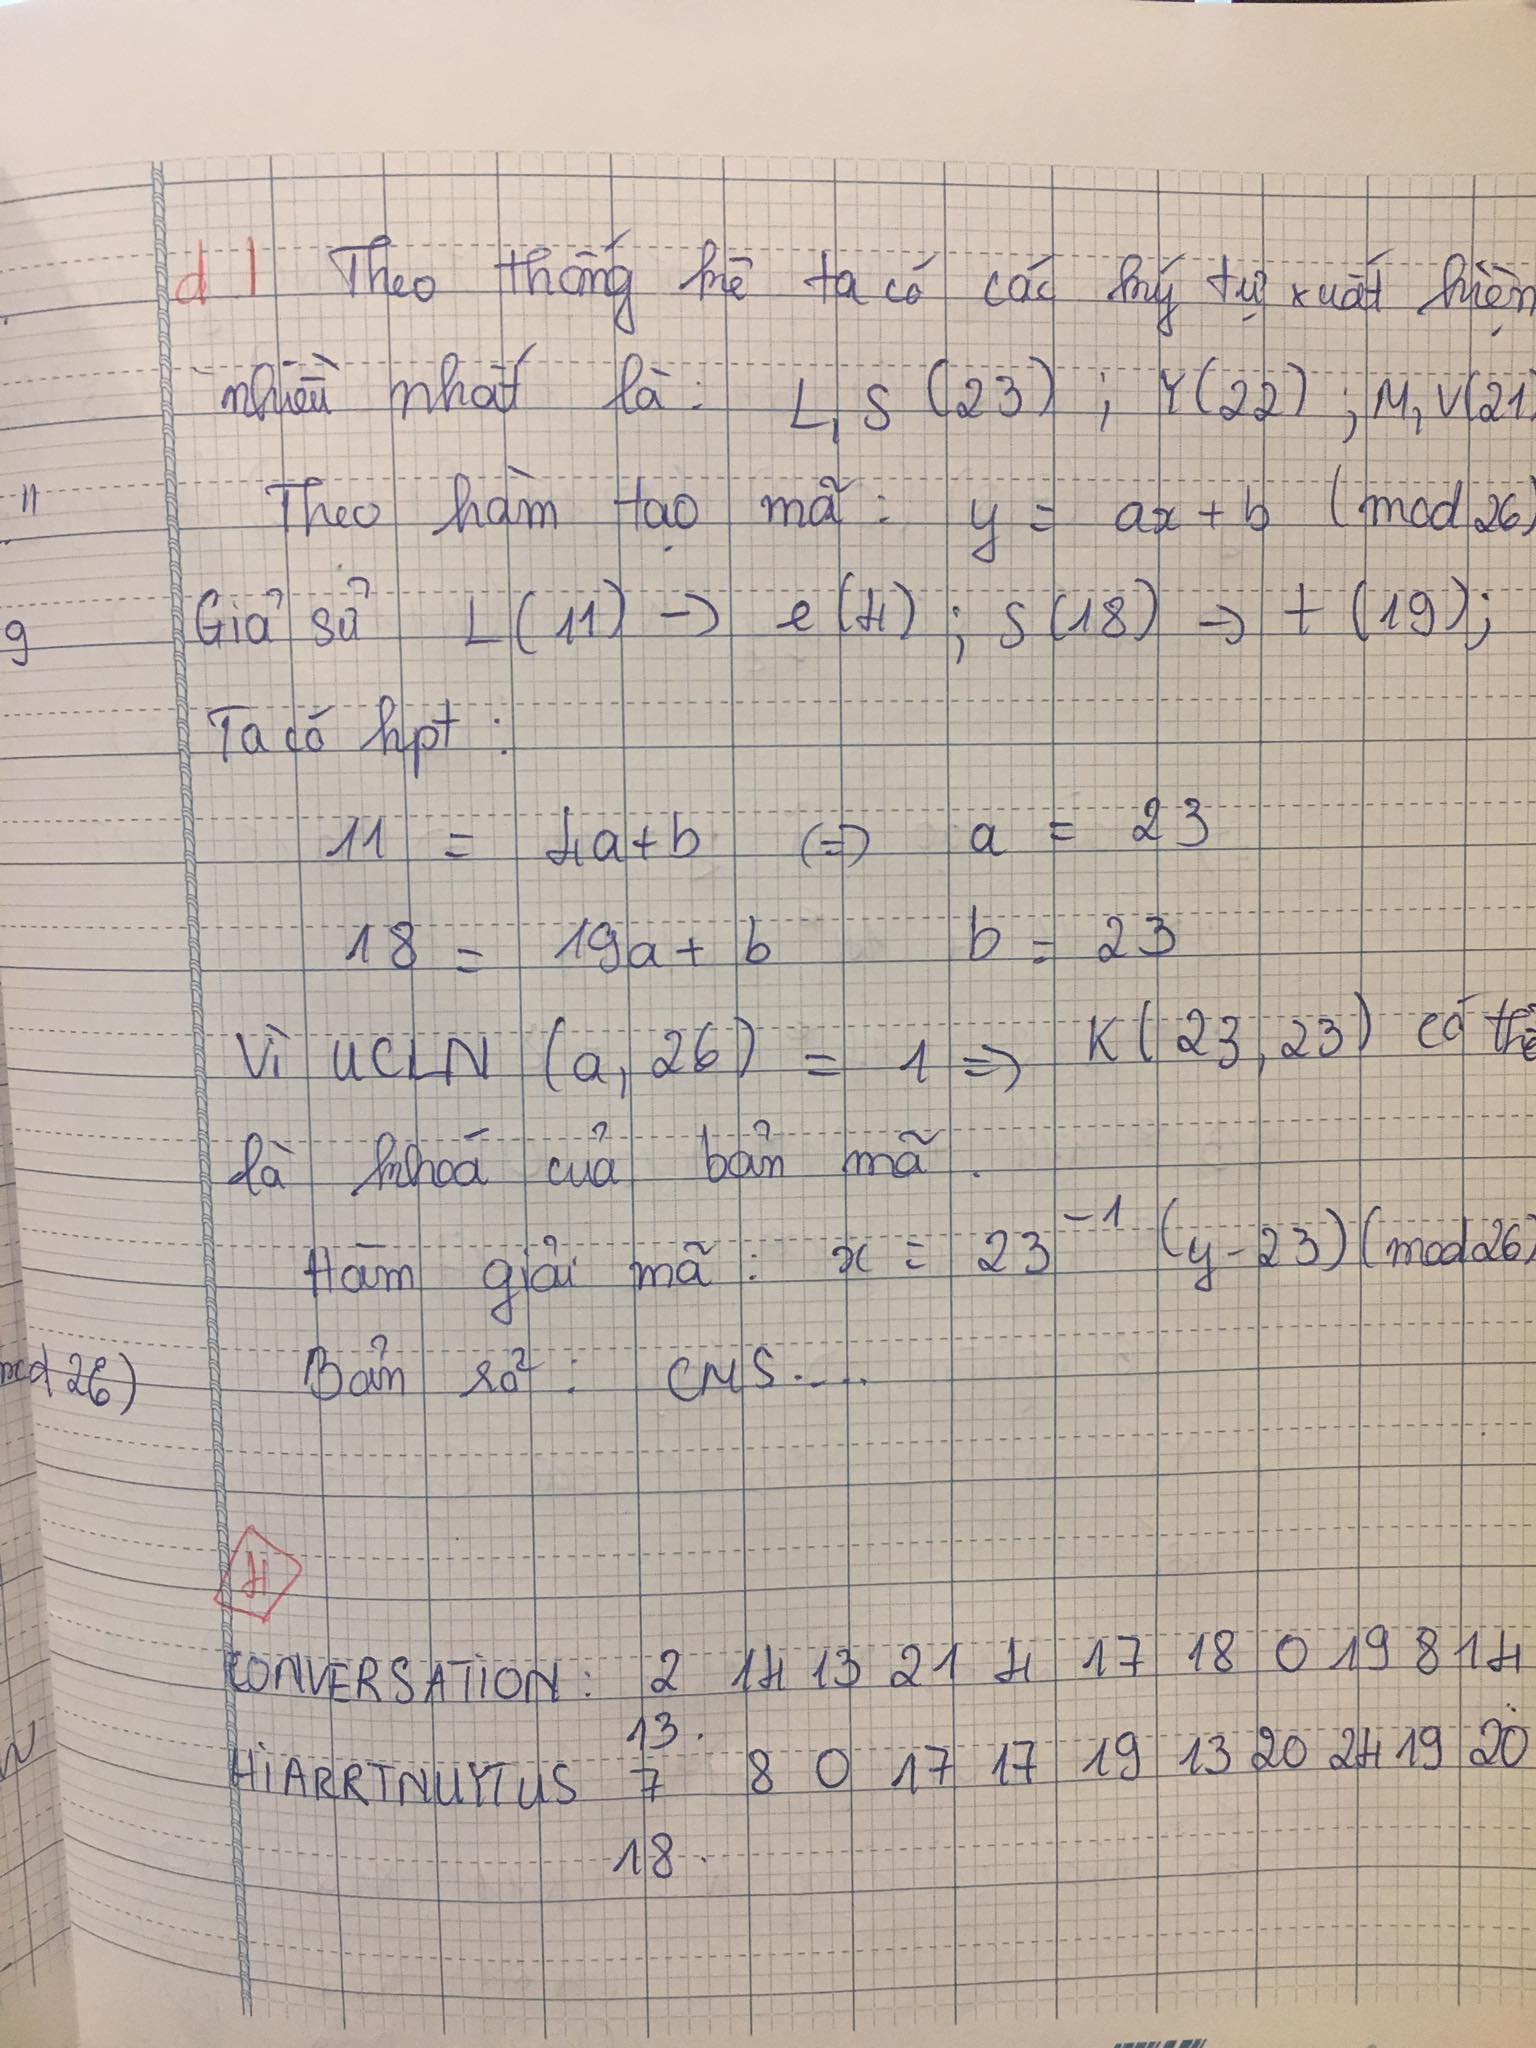 d) Theo thống kê ta có các ký tự xuất hiện
nhiều nhất là: L, S (23) ; Y(22) ; M, V(21)
"
Theo hàm tạo mã: y = ax + b (mod 26)
9
Giả sử L(11) → e(4) ; S(18) → t(19);
Ta có hpt:
11 = 4a+b (=) a = 23
18 = 19a + b b = 23
Vì UCLN (a, 26) = 1 => K(23, 23) có thể
là khoá của bản mã.
Hàm giải mã: x = 23⁻¹ (y - 23)(mod 26)
mod 26)
Bản rõ: CMS....
4
CONVERSATION: 2 14 13 21 4 17 18 0 19 8 14
13.
HiARRTNUYTUS 7 8 0 17 17 19 13 20 24 19 20
18.